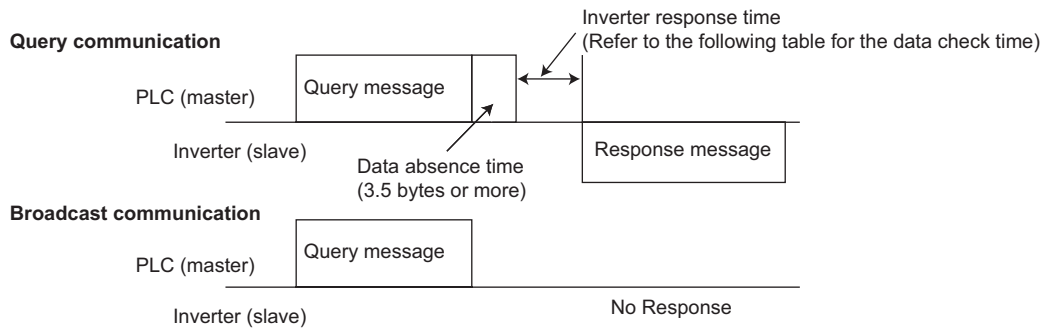 Inverter response time
(Refer to the following table for the data check time)
Query communication
PLC (master)
Query message
Inverter (slave)
Data absence time
(3.5 bytes or more)
Response message
Broadcast communication
PLC (master)
Query message
Inverter (slave)
No Response